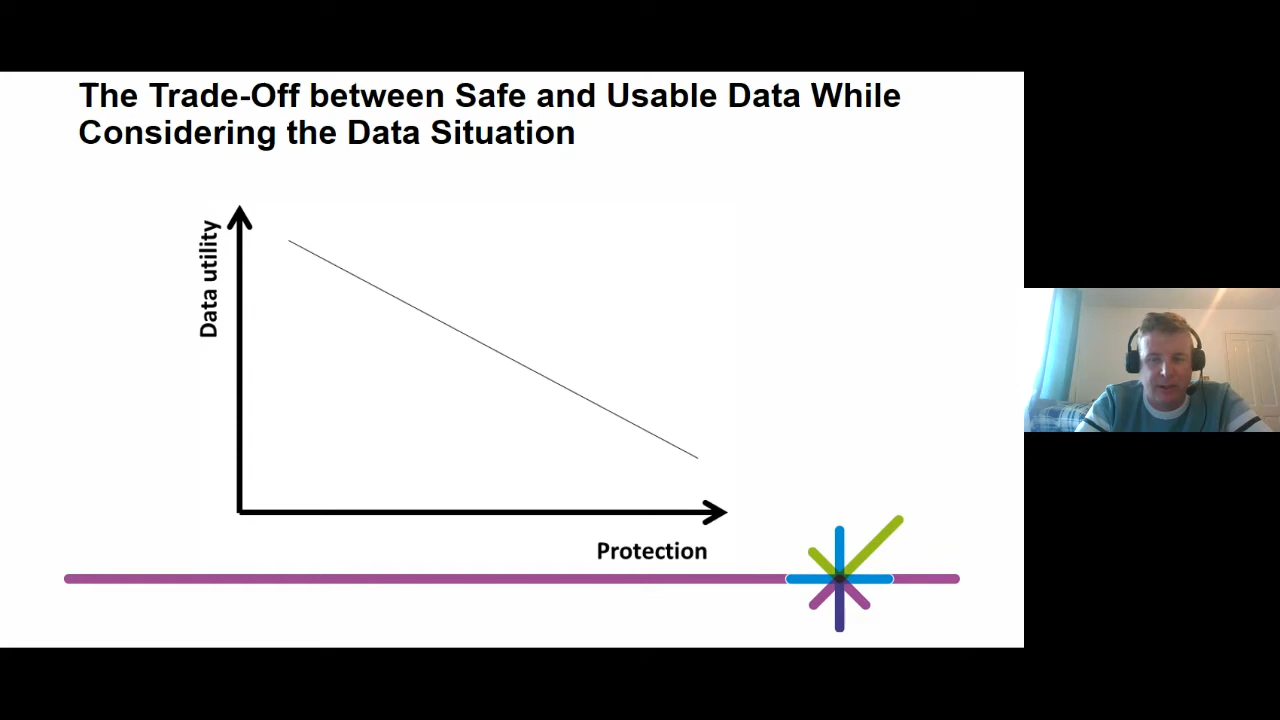 The Trade-Off between Safe and Usable Data While
Considering the Data Situation
Data utility
Protection